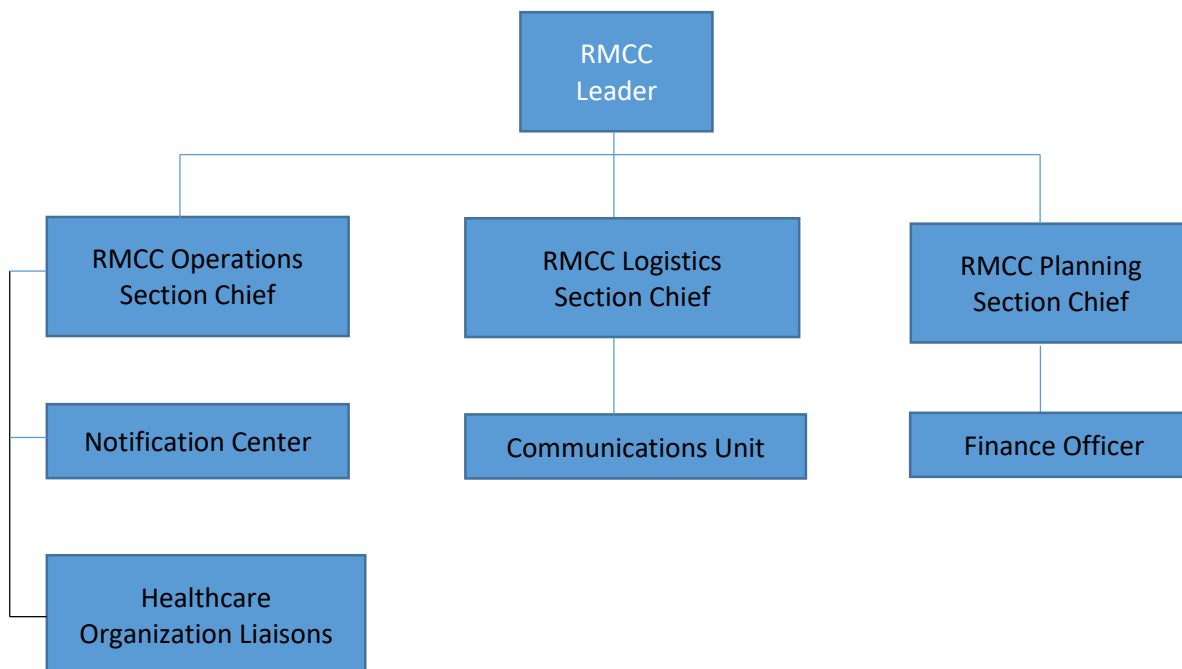 RMCC
Leader
RMCC Operations
Section Chief
RMCC Logistics
Section Chief
RMCC Planning
Section Chief
Notification Center
Communications Unit
Finance Officer
Healthcare
Organization Liaisons